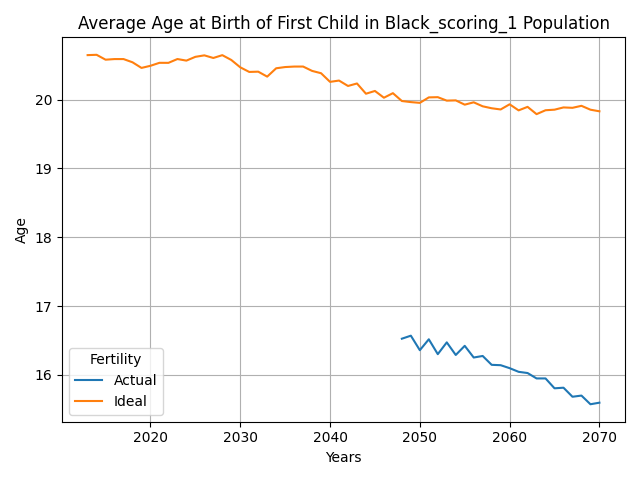 Average Age at Birth of First Child in Black_scoring_1 Population
Age
20
19
18
17
16
Fertility
Actual
Ideal
2020 2030 2040 2050 2060 2070
Years